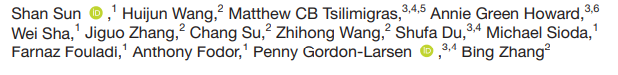 Shan Sun iD ,1 Huijun Wang,2 Matthew CB Tsilimigras,3,4,5 Annie Green Howard,3,6
Wei Sha,1 Jiguo Zhang,2 Chang Su,2 Zhihong Wang,2 Shufa Du,3,4 Michael Sioda,1
Farnaz Fouladi,1 Anthony Fodor,1 Penny Gordon-Larsen iD ,3,4 Bing Zhang2